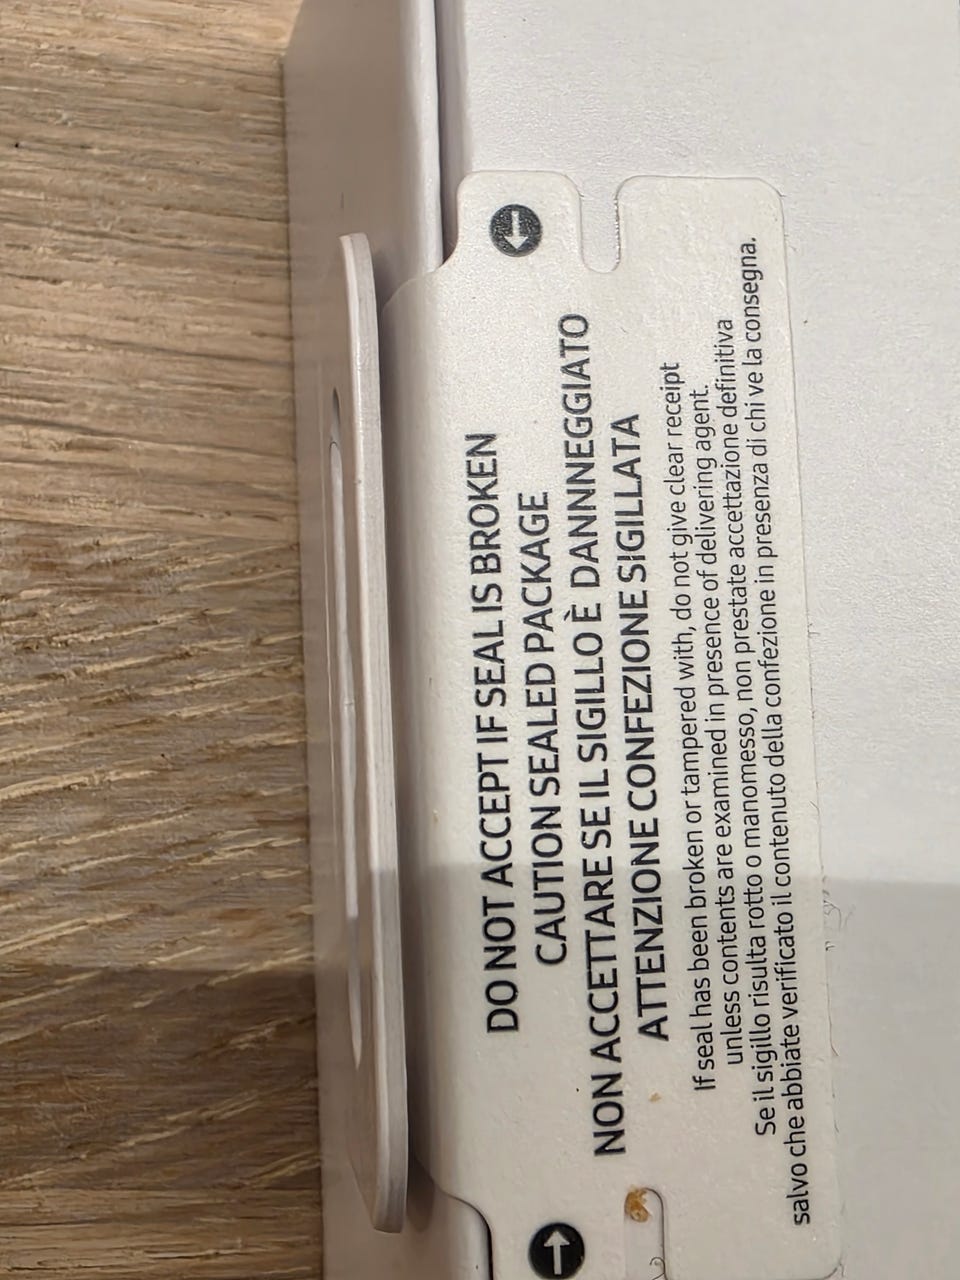 DO NOT ACCEPT IF SEAL IS BROKEN
CAUTION SEALED PACKAGE
NON ACCETTARE SE IL SIGILLO È DANNNEGGIATO
ATTENZIONE CONFEZIONE SIGILLATA
If seal has been broken or tampered with, do not give clear receipt
unless contents are examined in presence of delivering agent.
Se il sigillo risulta rotto o manomesso, non prestate accettazione definitiva
salvo che abbiate verificato il contenuto della confezione in presenza di chi ve la consegna.